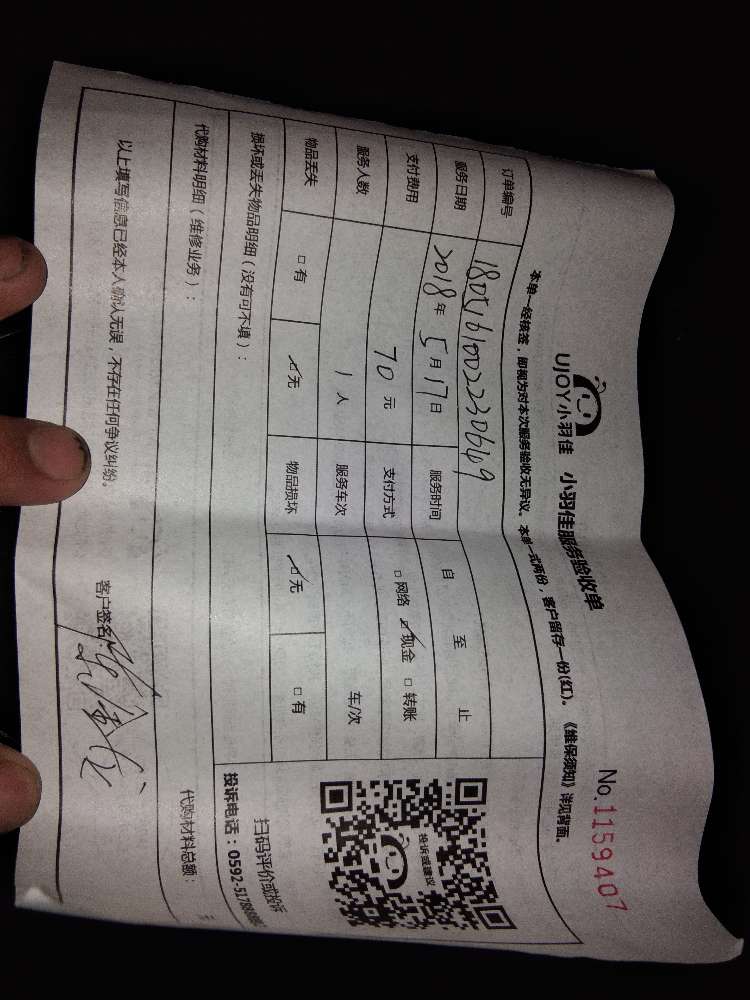 UJOY小羽佳 小羽佳服务验收单
No.1159407
本单一经核签，即视为对本次服务验收无异议。本单一式两份，客户留存一份(红)。《维保须知》详见背面。
订单编号 1805161002230649
服务日期 2018年5月17日 服务时间 自 至 止
支付费用 70元 支付方式 □网络 ☑现金 □转账
服务人数 1人 服务车次 车/次
物品丢失 □有 ☑无 物品损坏 ☑无 □有
损坏或丢失物品明细（没有可不填）：
代购材料明细（维修业务）： 代购材料总额：
以上填写信息已经本人确认无误，不存在任何争议纠纷。 客户签名:
投诉或建议
扫码评价或投诉
投诉电话：0592-5178